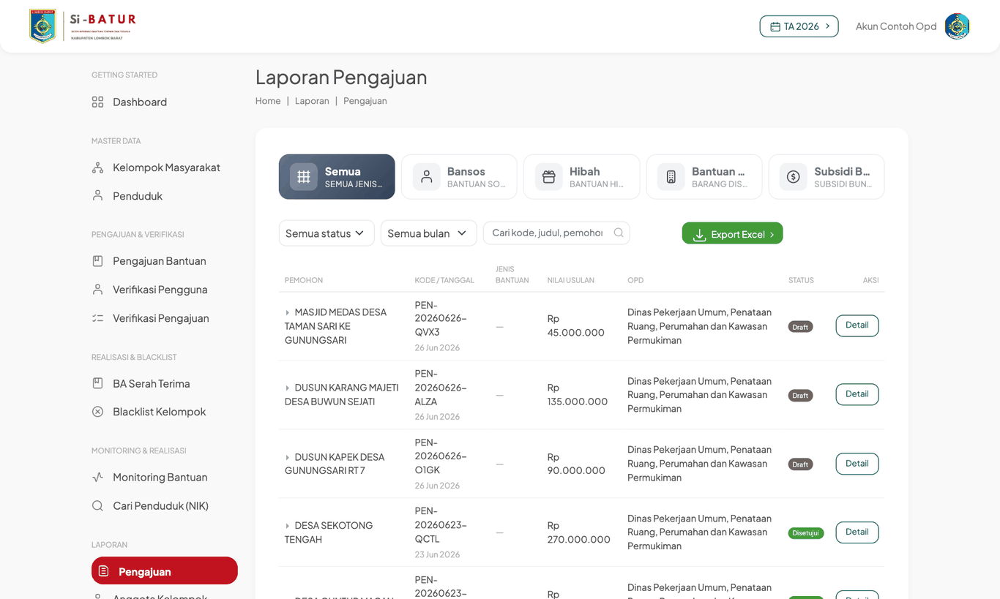 Si -BATUR
KABUPATEN LOMBOK BARAT
TA 2026
Akun Contoh Opd
GETTING STARTED
Dashboard
MASTER DATA
Kelompok Masyarakat
Penduduk
PENGAJUAN & VERIFIKASI
Pengajuan Bantuan
Verifikasi Pengguna
Verifikasi Pengajuan
REALISASI & BLACKLIST
BA Serah Terima
Blacklist Kelompok
MONITORING & REALISASI
Monitoring Bantuan
Cari Penduduk (NIK)
LAPORAN
Pengajuan
Anggota Kelompok
Laporan Pengajuan
Home | Laporan | Pengajuan
Semua
SEMUA JENIS...
Bansos
BANTUAN SO...
Hibah
BANTUAN HI...
Bantuan ...
BARANG DIS...
Subsidi B...
SUBSIDI BUN...
Semua status
Semua bulan
Cari kode, judul, pemohon
Export Excel
PEMOHON
KODE / TANGGAL
JENIS
BANTUAN
NILAI USULAN
OPD
STATUS
AKSI
MASJID MEDAS DESA
TAMAN SARI KE
GUNUNGSARI
PEN-
20260626-
QVX3
26 Jun 2026
—
Rp
45.000.000
Dinas Pekerjaan Umum, Penataan
Ruang, Perumahan dan Kawasan
Permukiman
Draft
Detail
DUSUN KARANG MAJETI
DESA BUWUN SEJATI
PEN-
20260626-
ALZA
26 Jun 2026
—
Rp
135.000.000
Dinas Pekerjaan Umum, Penataan
Ruang, Perumahan dan Kawasan
Permukiman
Draft
Detail
DUSUN KAPEK DESA
GUNUNGSARI RT 7
PEN-
20260626-
O1GK
26 Jun 2026
—
Rp
90.000.000
Dinas Pekerjaan Umum, Penataan
Ruang, Perumahan dan Kawasan
Permukiman
Draft
Detail
DESA SEKOTONG
TENGAH
PEN-
20260623-
QCTL
23 Jun 2026
—
Rp
270.000.000
Dinas Pekerjaan Umum, Penataan
Ruang, Perumahan dan Kawasan
Permukiman
Disetujui
Detail
PEN-
20260623-
Rp
Dinas Pekerjaan Umum, Penataan